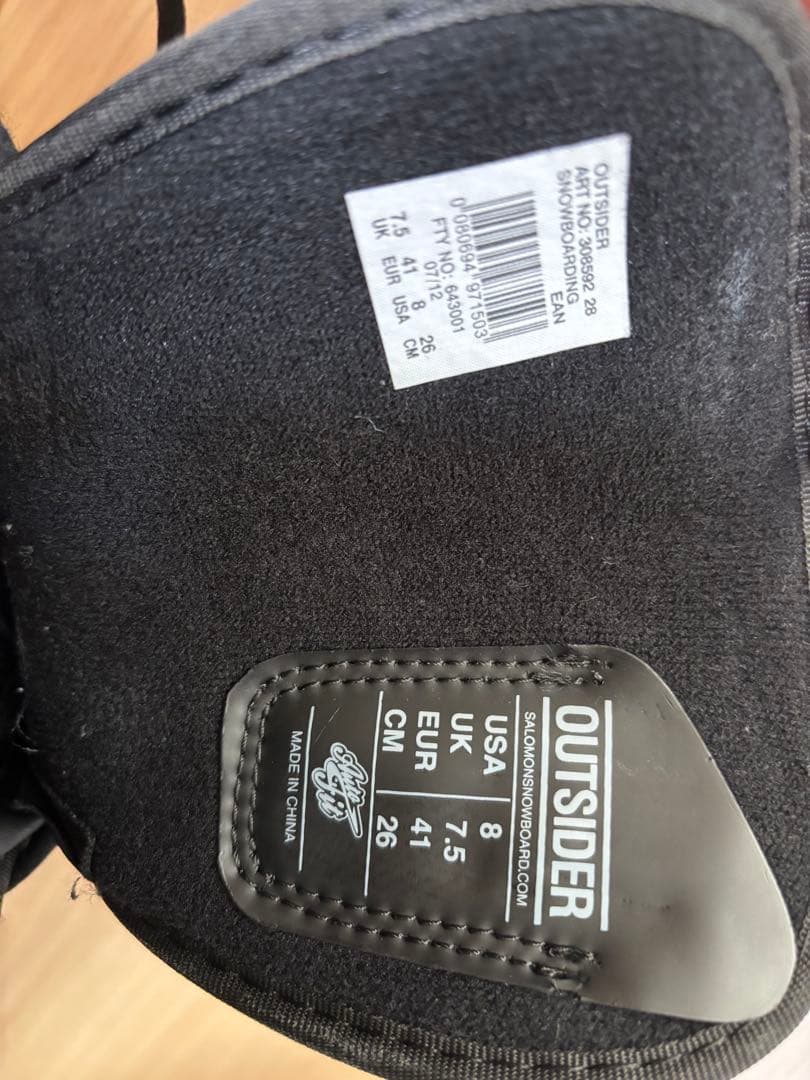 OUTSIDER
ART NO: 308592 28
SNOWBOARDING
EAN
0 080694 971503
FTY NO: 643001
07/12
7.5 41 8 26
UK EUR USA CM
OUTSIDER
SALOMONSNOWBOARD.COM
USA 8
UK 7.5
EUR 41
CM 26
Auto
Fit
MADE IN CHINA